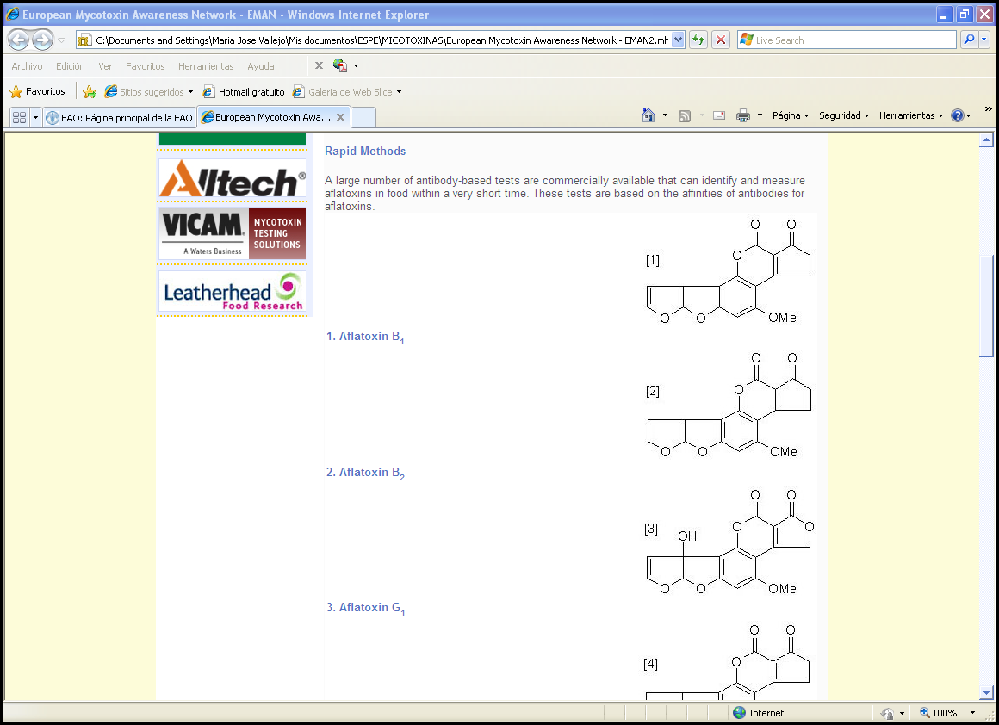 European Mycotoxin Awareness Network - EMAN - Windows Internet Explorer
C:\Documents and Settings\Maria Jose Vallejo\Mis documentos\ESPE\MICOTOXINAS\European Mycotoxin Awareness Network - EMAN2.mh
Live Search
Archivo Edición Ver Favoritos Herramientas Ayuda
Favoritos Sitios sugeridos Hotmail gratuito Galería de Web Slice
FAO: Página principal de la FAO European Mycotoxin Awa... Página Seguridad Herramientas
Alltech®
VICAM®
A Waters Business
MYCOTOXIN
TESTING
SOLUTIONS
Leatherhead
Food Research
Rapid Methods
A large number of antibody-based tests are commercially available that can identify and measure
aflatoxins in food within a very short time. These tests are based on the affinities of antibodies for
aflatoxins.
O O
[1]
O
O O OMe
1. Aflatoxin B1
O O
[2]
O
O O OMe
2. Aflatoxin B2
O O
[3]
O O
OH
O O OMe
3. Aflatoxin G1
O O
[4]
O
Internet
100%